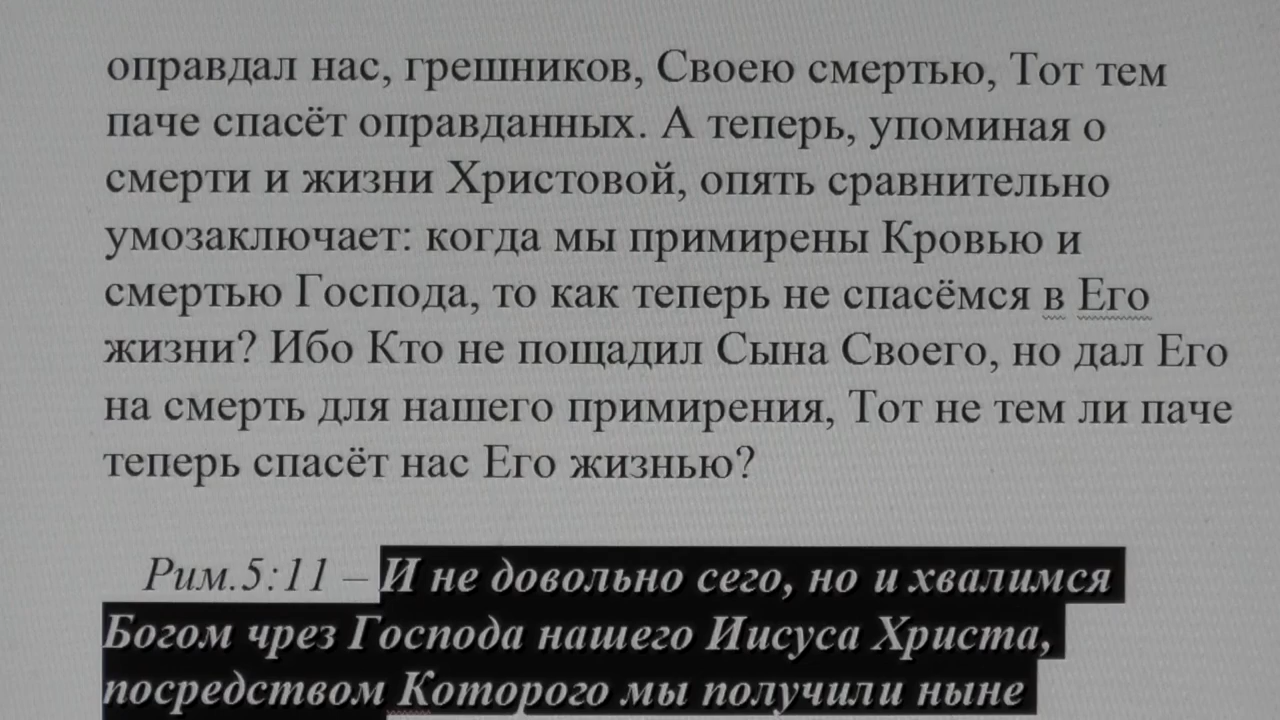 оправдал нас, грешников, Своею смертью, Тот тем
паче спасёт оправданных. А теперь, упоминая о
смерти и жизни Христовой, опять сравнительно
умозаключает: когда мы примирены Кровью и
смертью Господа, то как теперь не спасёмся в Его
жизни? Ибо Кто не пощадил Сына Своего, но дал Его
на смерть для нашего примирения, Тот не тем ли паче
теперь спасёт нас Его жизнью?
Рим.5:11 – И не довольно сего, но и хвалимся
Богом чрез Господа нашего Иисуса Христа,
посредством Которого мы получили ныне